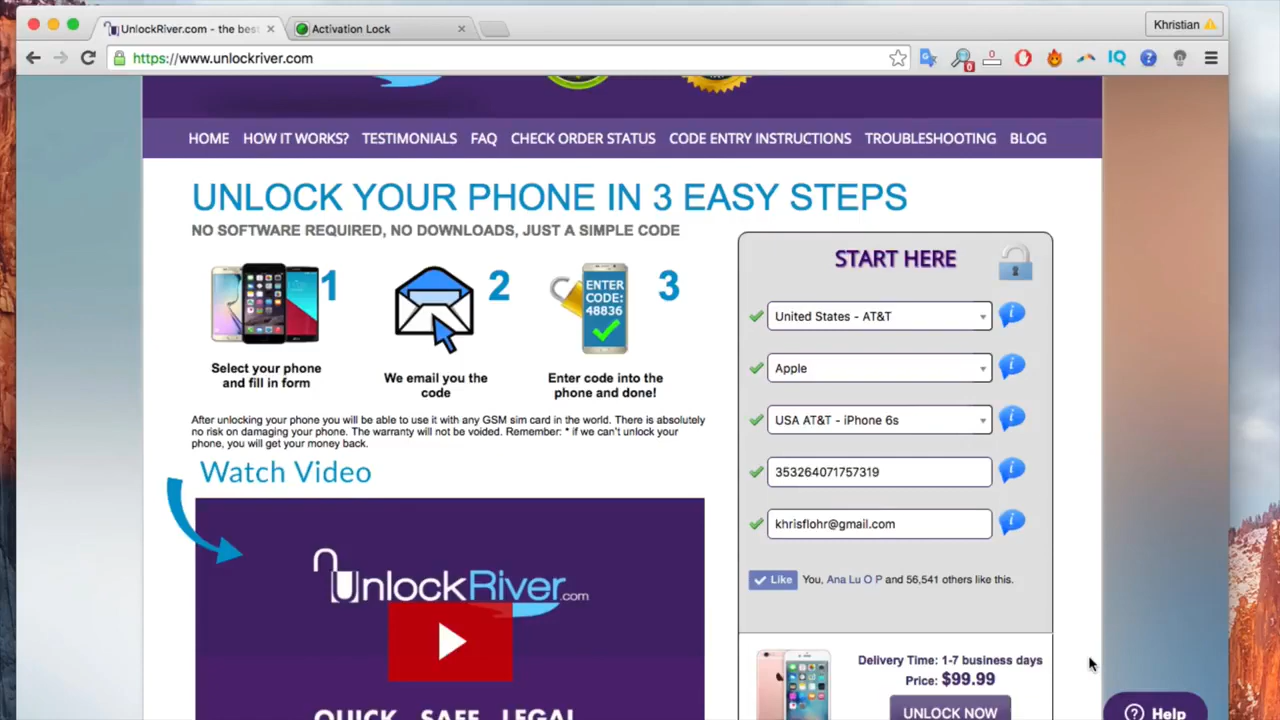 UnlockRiver.com - the best
Activation Lock
Khristian
https://www.unlockriver.com
0
IQ
?
HOME HOW IT WORKS? TESTIMONIALS FAQ CHECK ORDER STATUS CODE ENTRY INSTRUCTIONS TROUBLESHOOTING BLOG
UNLOCK YOUR PHONE IN 3 EASY STEPS
NO SOFTWARE REQUIRED, NO DOWNLOADS, JUST A SIMPLE CODE
1
2
3
ENTER
CODE:
48836
Select your phone
and fill in form
We email you the
code
Enter code into the
phone and done!
After unlocking your phone you will be able to use it with any GSM sim card in the world. There is absolutely
no risk on damaging your phone. The warranty will not be voided. Remember: * if we can't unlock your
phone, you will get your money back.
Watch Video
UnlockRiver.com
QUICK SAFE LEGAL
START HERE
United States - AT&T
Apple
USA AT&T - iPhone 6s
353264071757319
khrisflohr@gmail.com
Like You, Ana Lu O P and 56,541 others like this.
Delivery Time: 1-7 business days
Price: $99.99
UNLOCK NOW
? Help